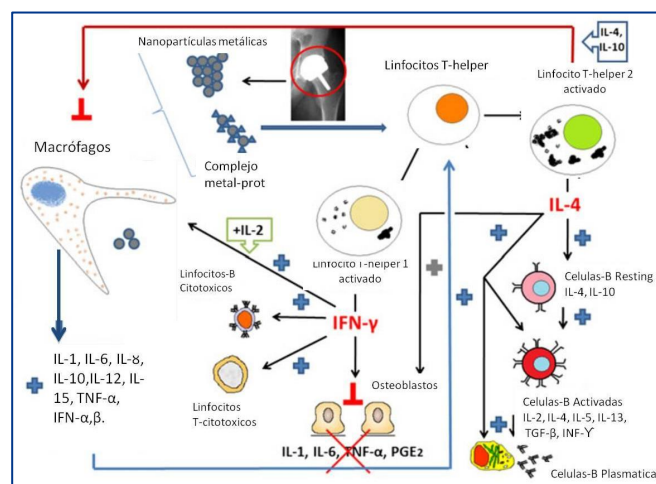 Nanopartículas metálicas
Linfocitos T-helper
IL-4,
IL-10
Linfocito T-helper 2
activado
Macrófagos
Complejo
metal-prot
+IL-2
Linfocitos-B
Citotoxicos
Linfocito T-helper 1
activado
IL-4
Celulas-B Resting
IL-4, IL-10
IFN-γ
IL-1, IL-6, IL-8,
IL-10,IL-12, IL-
15, TNF-α,
IFN-α,β.
Linfocitos
T-citotoxicos
Osteoblastos
Celulas-B Activadas
IL-2, IL-4, IL-5, IL-13,
TGF-β, INF-ϒ
IL-1, IL-6, TNF-α, PGE2
Celulas-B Plasmatica